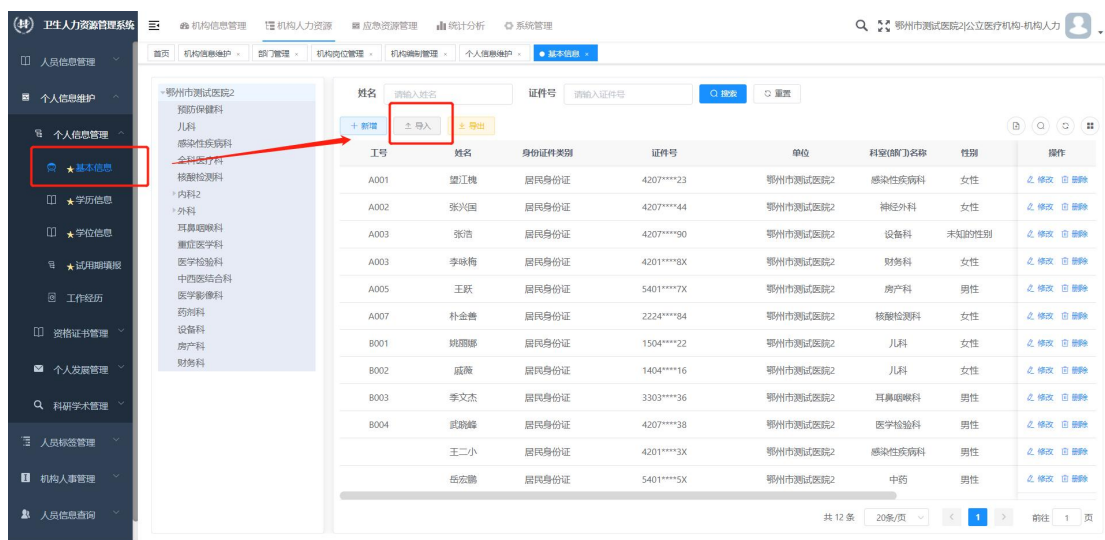 卫生人力资源管理系统
机构信息管理 机构人力资源 应急资源管理 统计分析 系统管理
鄂州市测试医院2|公立医疗机构-机构人力
首页 机构信息维护 × 部门管理 × 机构岗位管理 × 机构编制管理 × 个人信息维护 × 基本信息 ×
人员信息管理
个人信息维护
个人信息管理
★基本信息
★学历信息
★学位信息
★试用期填报
工作经历
资格证书管理
个人发展管理
科研学术管理
人员标签管理
机构人事管理
人员信息查询
鄂州市测试医院2
预防保健科
儿科
感染性疾病科
全科医疗科
核酸检测科
内科2
外科
耳鼻咽喉科
重症医学科
医学检验科
中西医结合科
医学影像科
药剂科
设备科
房产科
财务科
姓名 请输入姓名 证件号 请输入证件号 搜索 重置
+ 新增 导入 导出
工号 姓名 身份证件类别 证件号 单位 科室(部门)名称 性别 操作
A001 望江槐 居民身份证 4207****23 鄂州市测试医院2 感染性疾病科 女性 修改 删除
A002 张兴国 居民身份证 4207****44 鄂州市测试医院2 神经外科 女性 修改 删除
A003 张浩 居民身份证 4207****90 鄂州市测试医院2 设备科 未知的性别 修改 删除
A003 李咏梅 居民身份证 4201****8X 鄂州市测试医院2 财务科 女性 修改 删除
A005 王跃 居民身份证 5401****7X 鄂州市测试医院2 房产科 男性 修改 删除
A007 朴金善 居民身份证 2224****84 鄂州市测试医院2 核酸检测科 女性 修改 删除
B001 姚丽娜 居民身份证 1504****22 鄂州市测试医院2 儿科 女性 修改 删除
B002 戚薇 居民身份证 1404****16 鄂州市测试医院2 儿科 女性 修改 删除
B003 季文杰 居民身份证 3303****36 鄂州市测试医院2 耳鼻咽喉科 男性 修改 删除
B004 武晓峰 居民身份证 4207****38 鄂州市测试医院2 医学检验科 男性 修改 删除
王二小 居民身份证 4201****3X 鄂州市测试医院2 感染性疾病科 男性 修改 删除
岳宏鹏 居民身份证 5401****5X 鄂州市测试医院2 中药 男性 修改 删除
共 12 条 20条/页 < 1 > 前往 1 页